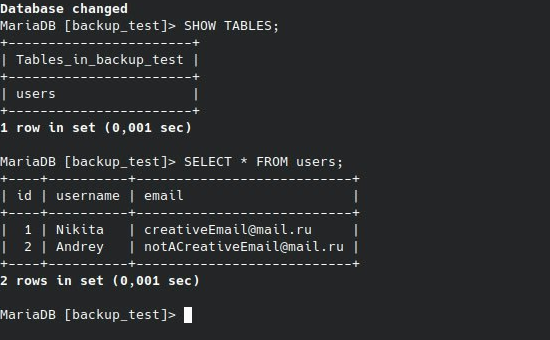 Database changed
MariaDB [backup_test]> SHOW TABLES;
+-----------------------+
| Tables_in_backup_test |
+-----------------------+
| users                 |
+-----------------------+
1 row in set (0,001 sec)
MariaDB [backup_test]> SELECT * FROM users;
+----+----------+---------------------------+
| id | username | email                     |
+----+----------+---------------------------+
|  1 | Nikita   | creativeEmail@mail.ru     |
|  2 | Andrey   | notACreativeEmail@mail.ru |
+----+----------+---------------------------+
2 rows in set (0,001 sec)
MariaDB [backup_test]>